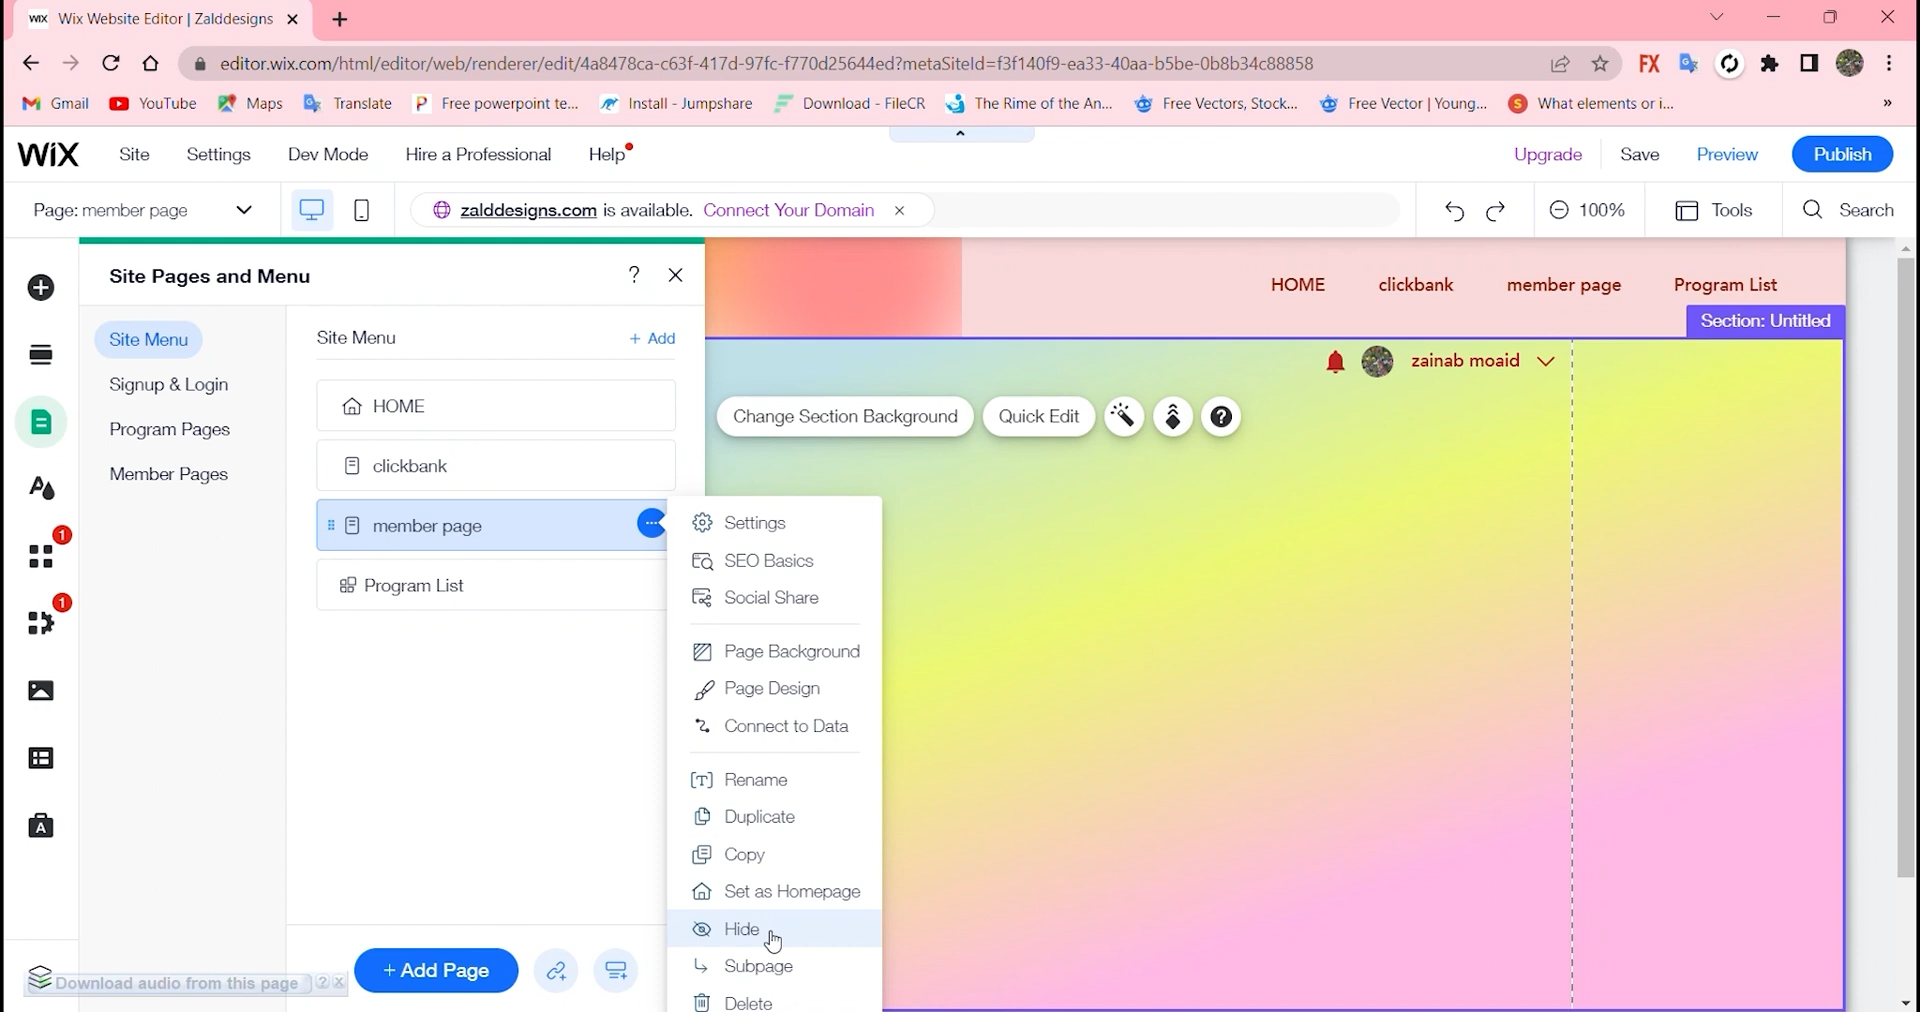 WIX Wix Website Editor | Zalddesigns
editor.wix.com/html/editor/web/renderer/edit/4a8478ca-c63f-417d-97fc-f770d25644ed?metaSiteId=f3f140f9-ea33-40aa-b5be-0b8b34c88858
FX
Gmail YouTube Maps Translate P Free powerpoint te... Install - Jumpshare Download - FileCR The Rime of the An... Free Vectors, Stock... Free Vector | Young... S What elements or i... »
WIX Site Settings Dev Mode Hire a Professional Help Upgrade Save Preview Publish
Page: member page zalddesigns.com is available. Connect Your Domain 100% Tools Search
Site Pages and Menu ?
HOME clickbank member page Program List
Section: Untitled
Site Menu
Signup & Login
Program Pages
Member Pages
Site Menu + Add
HOME
clickbank
member page
Program List
zainab moaid
Change Section Background Quick Edit ?
Settings
SEO Basics
Social Share
Page Background
Page Design
Connect to Data
[T] Rename
Duplicate
Copy
Set as Homepage
Hide
Subpage
Delete
1
1
A
+ Add Page
Download audio from this page ? x